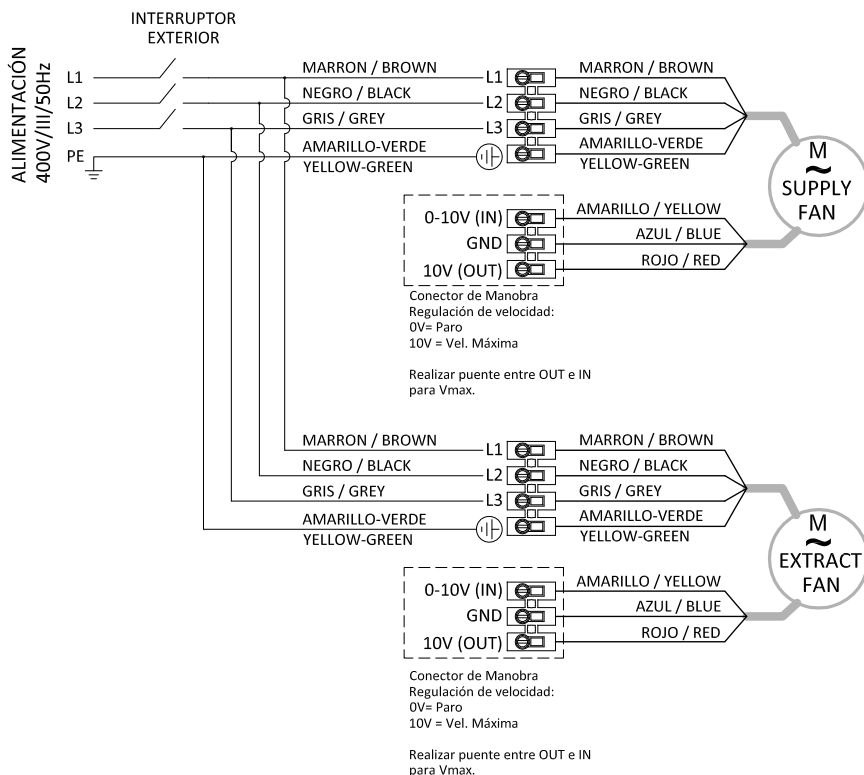 INTERRUPTOR
EXTERIOR
ALIMENTACIÓN
400V/III/50Hz
L1
L2
L3
PE
MARRON / BROWN
NEGRO / BLACK
GRIS / GREY
AMARILLO-VERDE
YELLOW-GREEN
L1
L2
L3
MARRON / BROWN
NEGRO / BLACK
GRIS / GREY
AMARILLO-VERDE
YELLOW-GREEN
M
~
SUPPLY
FAN
0-10V (IN)
GND
10V (OUT)
AMARILLO / YELLOW
AZUL / BLUE
ROJO / RED
Conector de Manobra
Regulación de velocidad:
0V= Paro
10V = Vel. Máxima
Realizar puente entre OUT e IN
para Vmax.
MARRON / BROWN
NEGRO / BLACK
GRIS / GREY
AMARILLO-VERDE
YELLOW-GREEN
L1
L2
L3
MARRON / BROWN
NEGRO / BLACK
GRIS / GREY
AMARILLO-VERDE
YELLOW-GREEN
M
~
EXTRACT
FAN
0-10V (IN)
GND
10V (OUT)
AMARILLO / YELLOW
AZUL / BLUE
ROJO / RED
Conector de Manobra
Regulación de velocidad:
0V= Paro
10V = Vel. Máxima
Realizar puente entre OUT e IN
para Vmax.